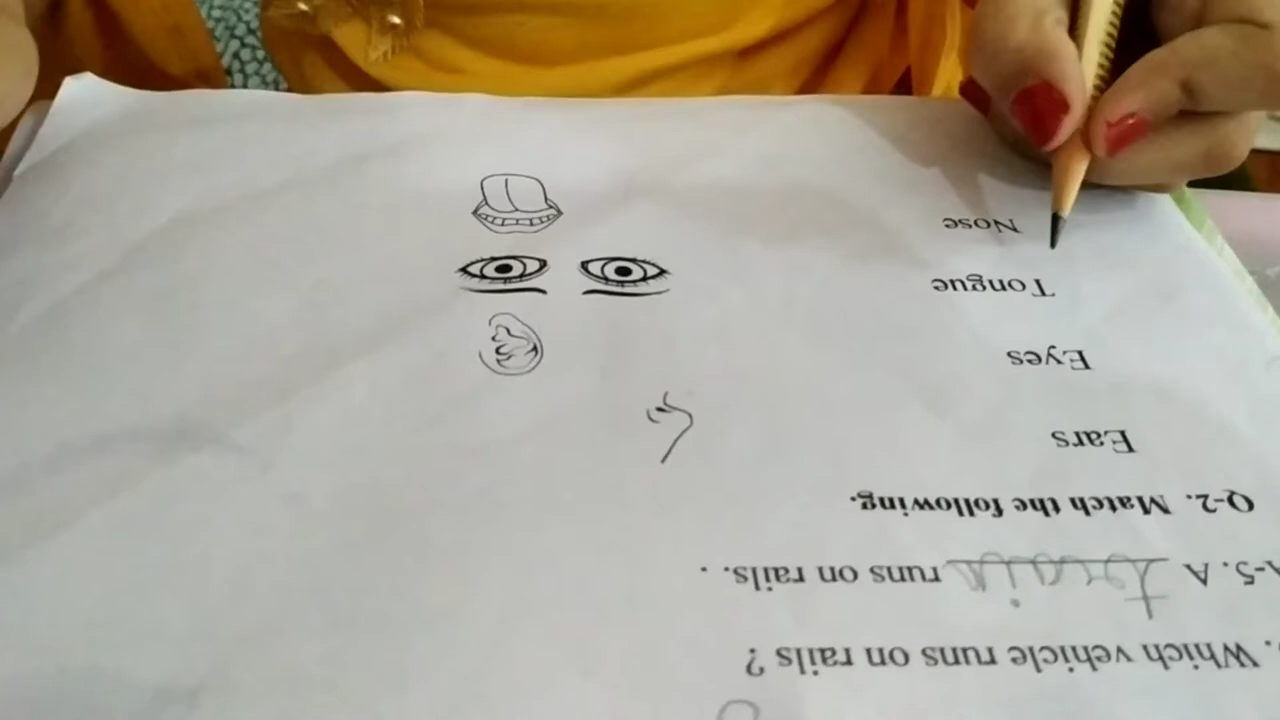 Which vehicle runs on rails ?
A-5. A train runs on rails. .
Q-2. Match the following.
Ears
Eyes
Tongue
Nose